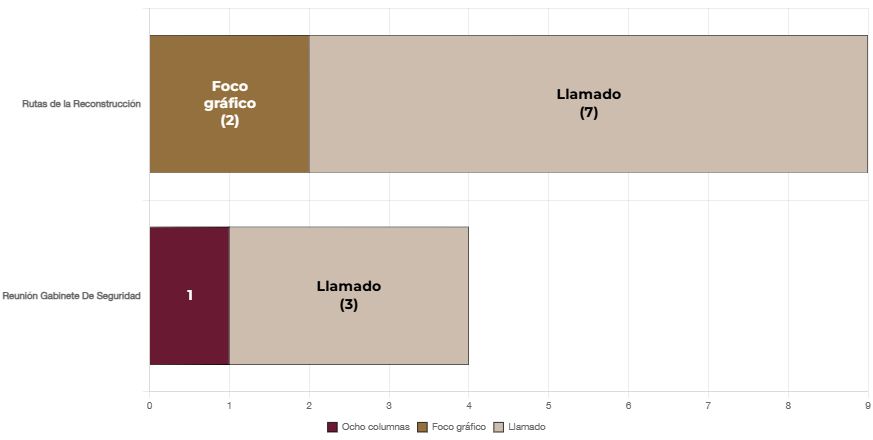 Foco
gráfico
(2)
Llamado
(7)
Rutas de la Reconstrucción
1
Llamado
(3)
Reunión Gabinete De Seguridad
0 1 2 3 4 5 6 7 8 9
Ocho columnas Foco gráfico Llamado